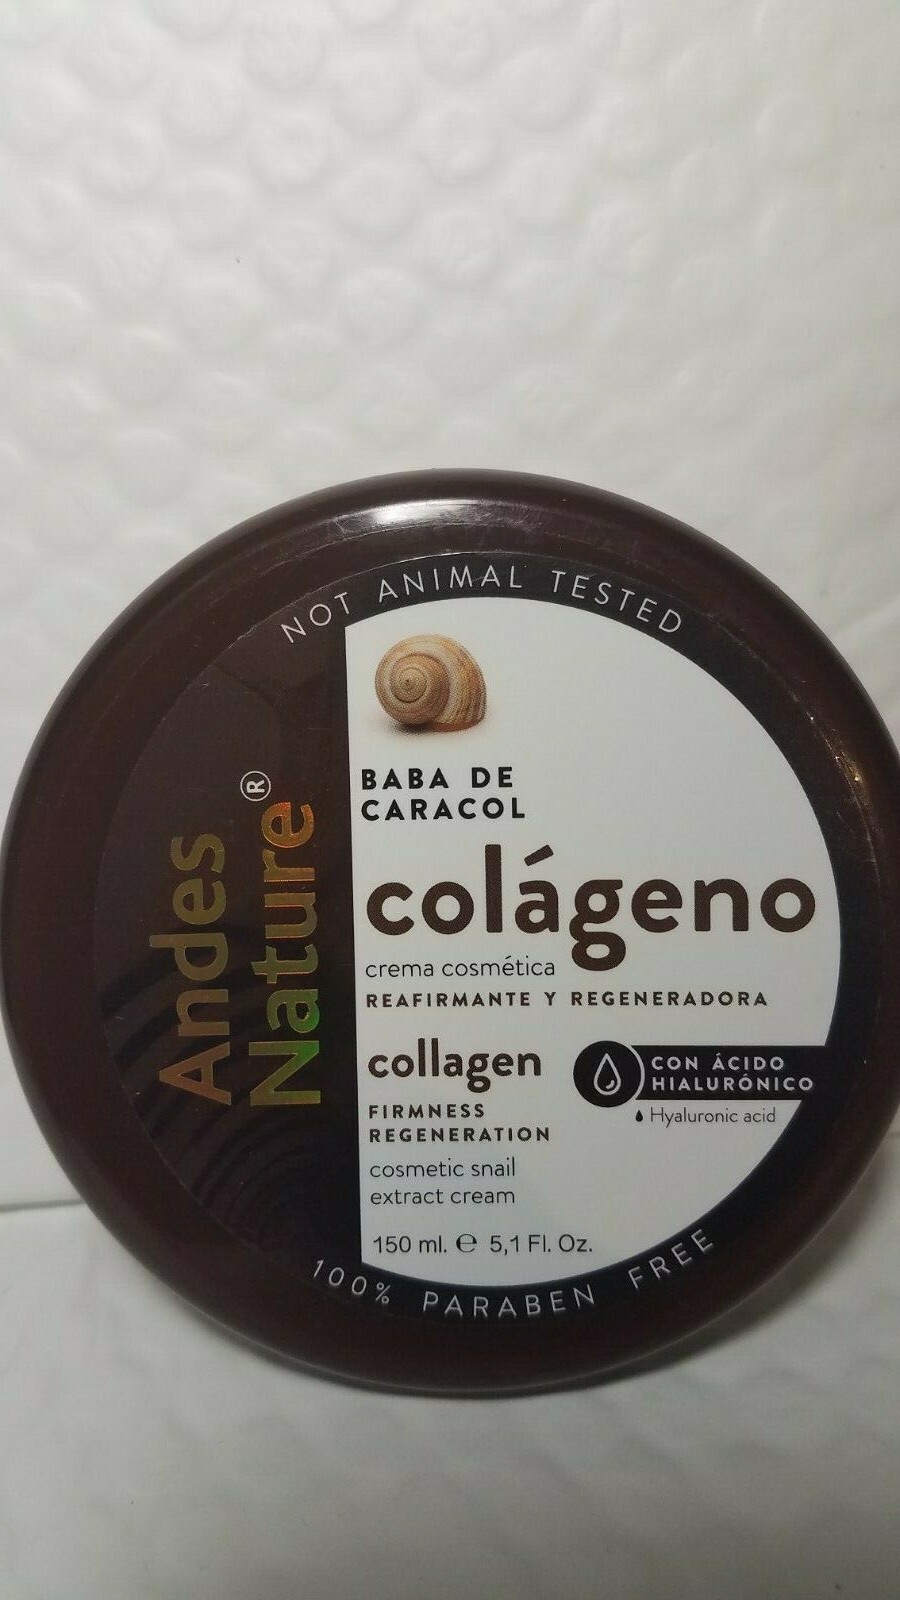 NOT ANIMAL TESTED
Andes
Nature®
BABA DE
CARACOL
colágeno
crema cosmética
REAFIRMANTE Y REGENERADORA
collagen
FIRMNESS
REGENERATION
cosmetic snail
extract cream
CON ÁCIDO
HIALURÓNICO
Hyaluronic acid
150 ml. ℮ 5,1 Fl. Oz.
100% PARABEN FREE